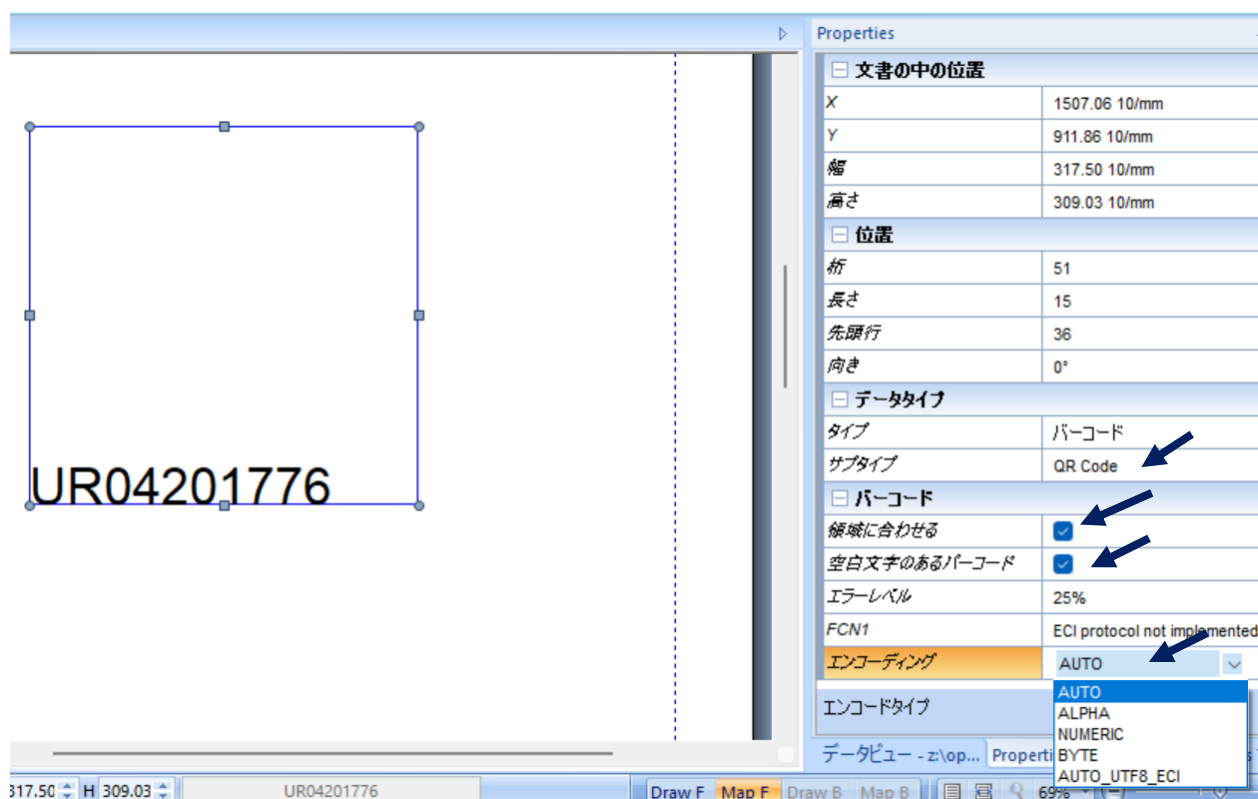 Properties
文書の中の位置
X 1507.06 10/mm
Y 911.86 10/mm
幅 317.50 10/mm
高さ 309.03 10/mm
位置
桁 51
長さ 15
先頭行 36
向き 0°
データタイプ
タイプ バーコード
サブタイプ QR Code
バーコード
領域に合わせる
空白文字のあるバーコード
エラーレベル 25%
FCN1 ECI protocol not implemented
エンコーディング AUTO
AUTO
ALPHA
NUMERIC
BYTE
AUTO_UTF8_ECI
エンコードタイプ
データビュー - z:\op... Properti
UR04201776
317.50 H 309.03 UR04201776 Draw F Map F Draw B Map B 69%